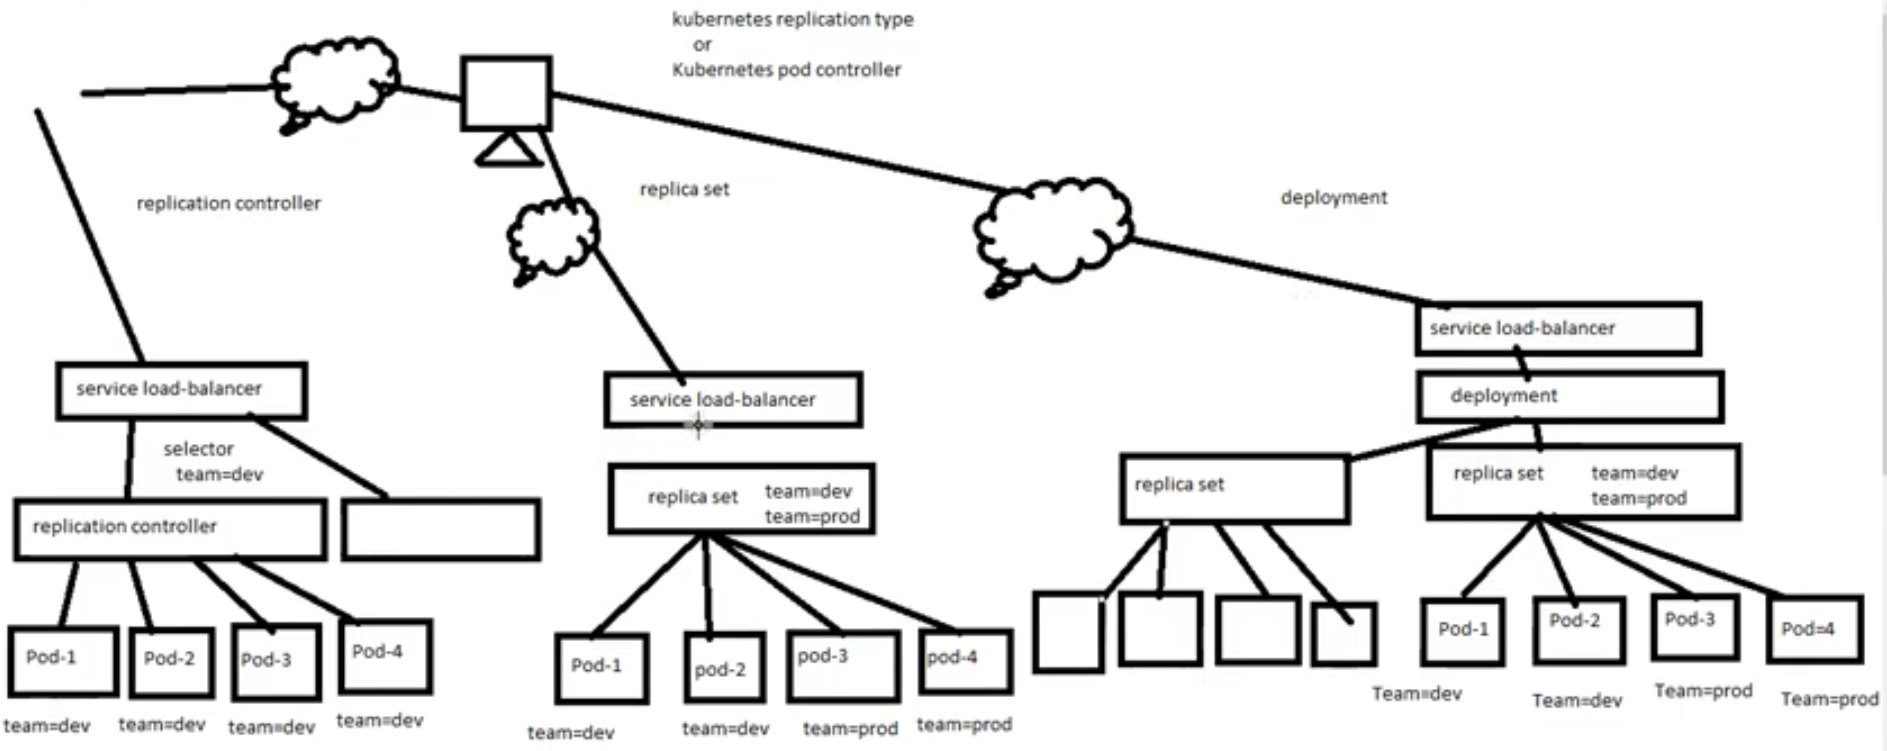 kubernetes replication type
or
Kubernetes pod controller
replication controller
replica set
deployment
service load-balancer
selector
team=dev
replication controller
Pod-1
Pod-2
Pod-3
Pod-4
team=dev
team=dev
team=dev
team=dev
service load-balancer
replica set
team=dev
team=prod
Pod-1
pod-2
pod-3
pod-4
team=dev
team=dev
team=prod
team=prod
service load-balancer
deployment
replica set
replica set
team=dev
team=prod
Pod-1
Pod-2
Pod-3
Pod=4
Team=dev
Team=dev
Team=prod
Team=prod